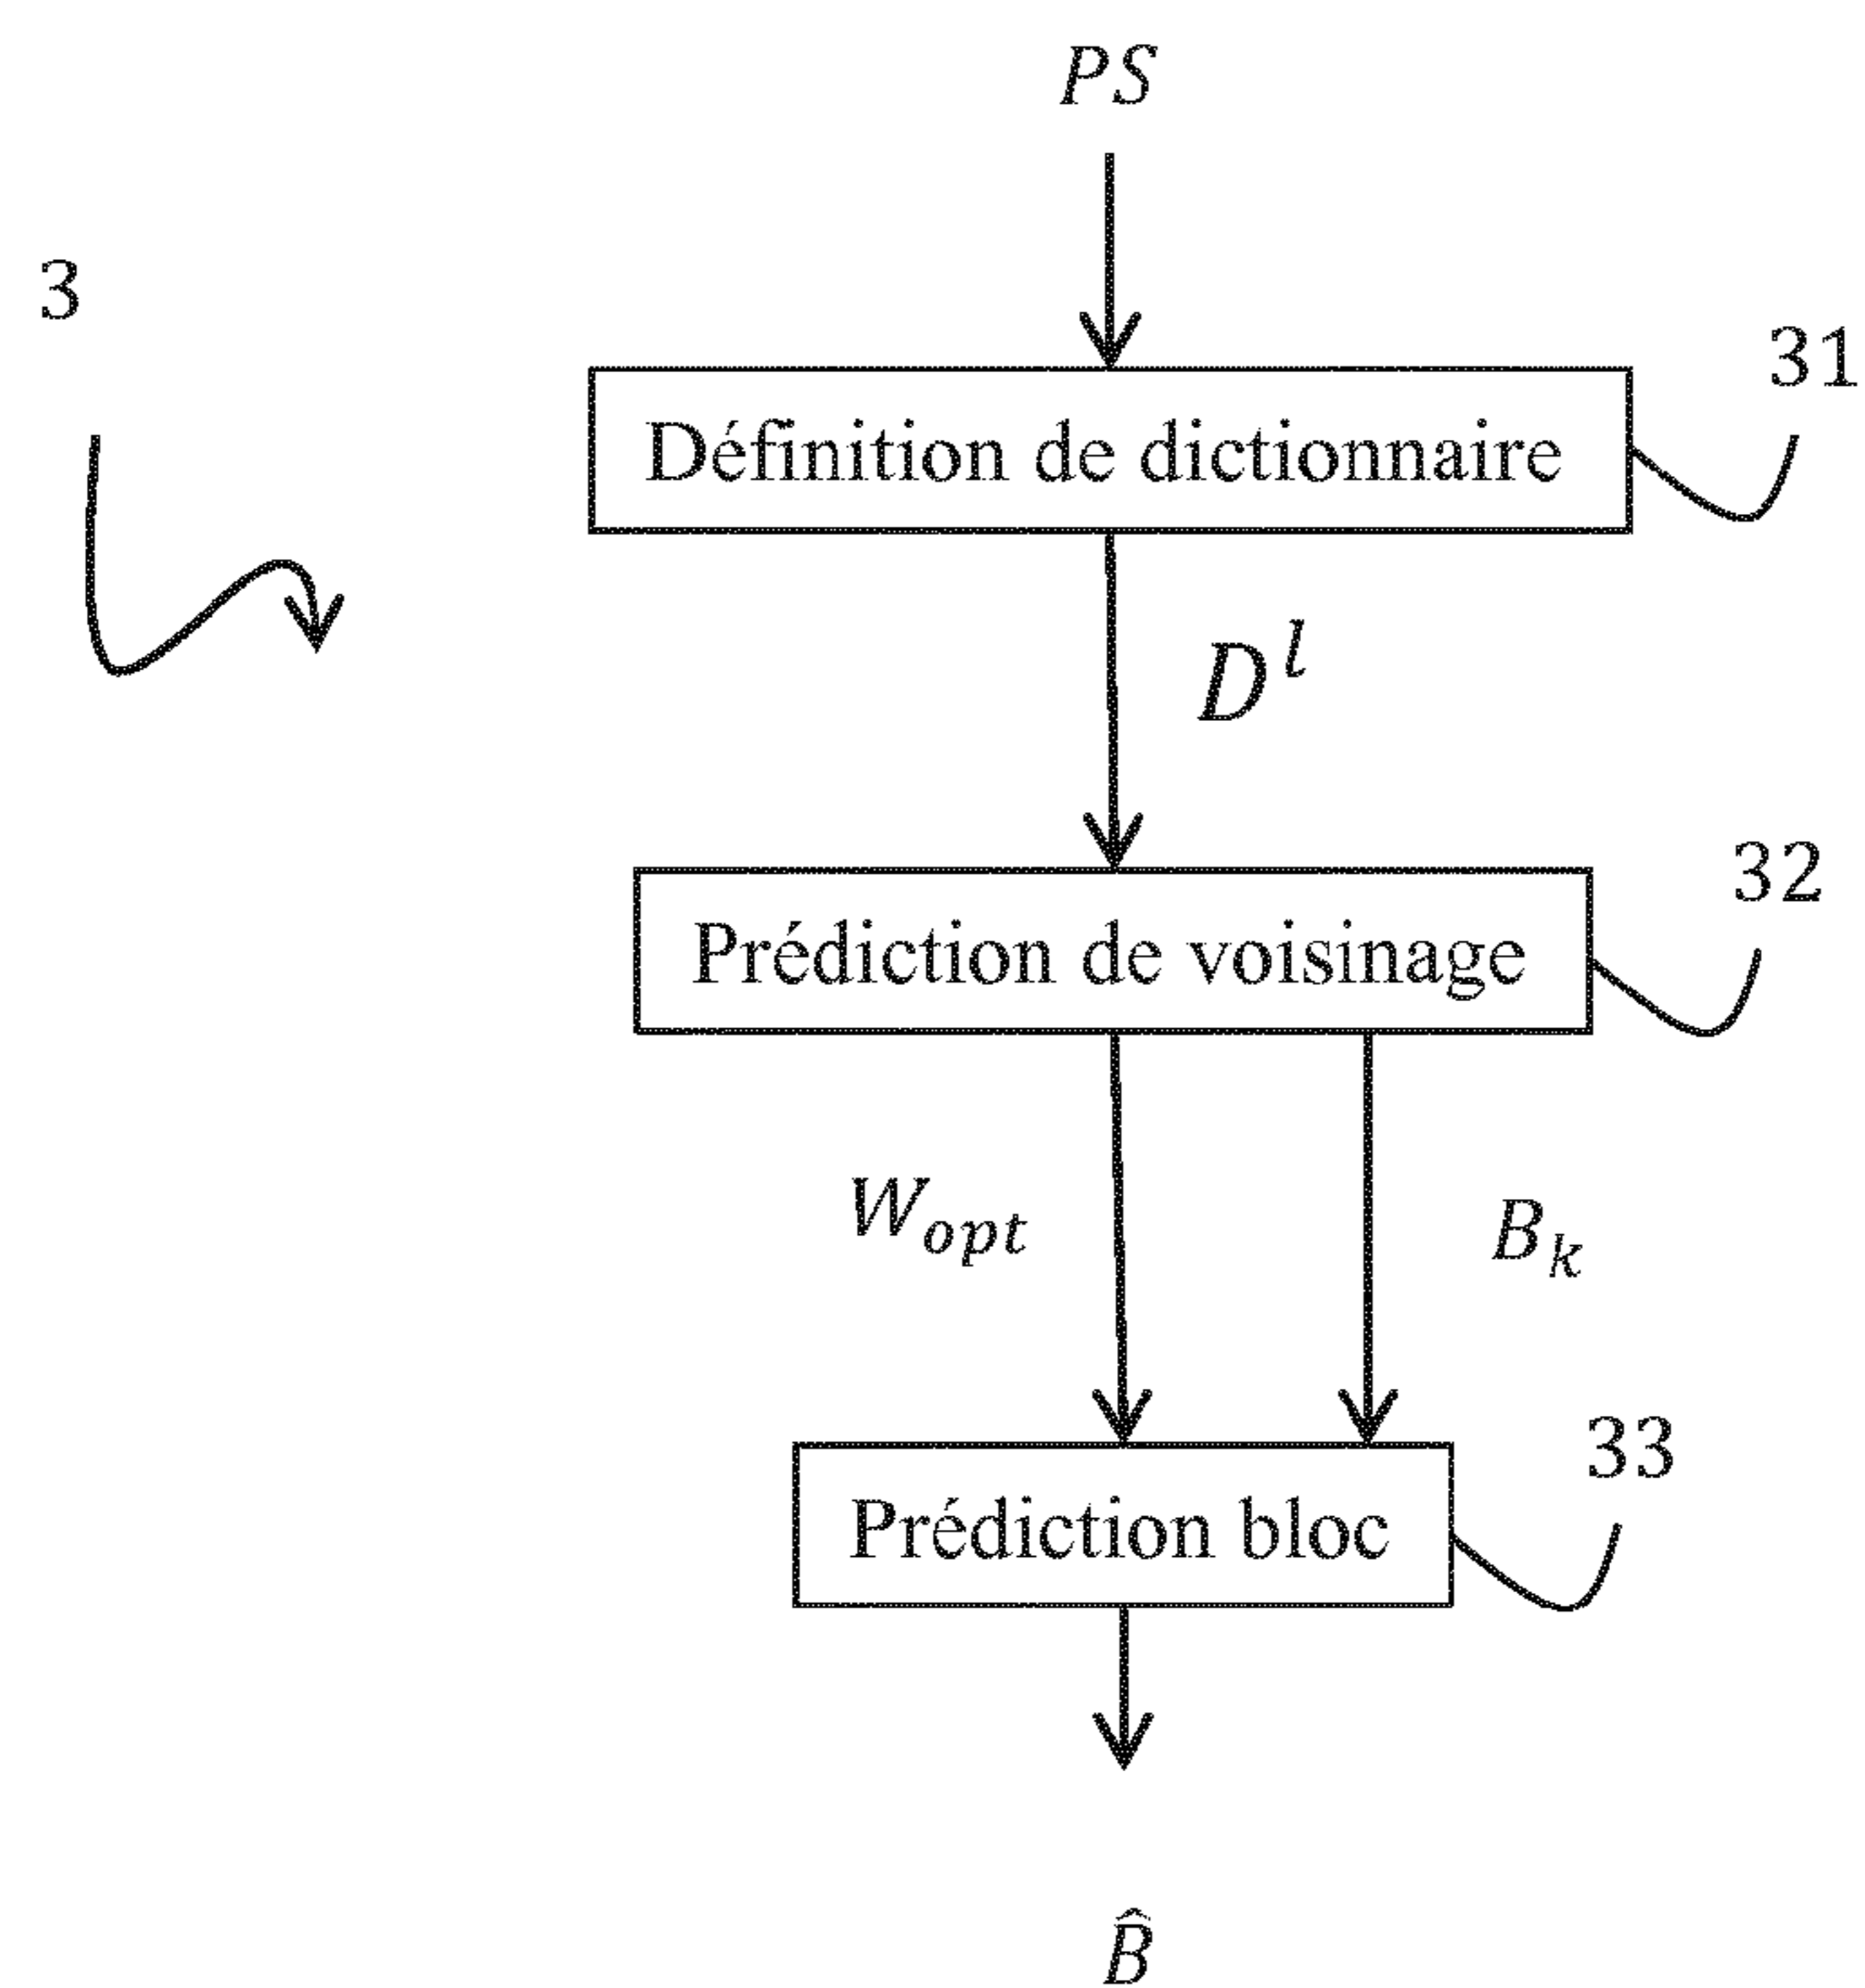 PS
3
31
Définition de dictionnaire
D^l
32
Prédiction de voisinage
W_opt
B_k
33
Prédiction bloc
B̂